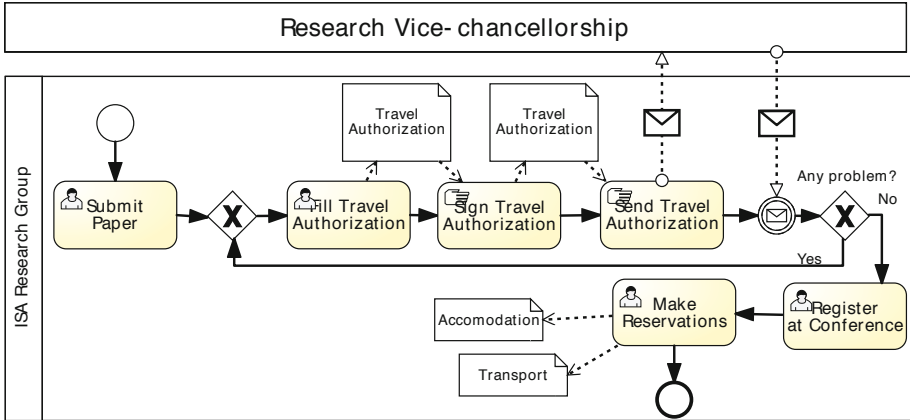 Research Vice-chancellorship
ISA Research Group
Travel
Authorization
Travel
Authorization
Submit
Paper
X
Fill Travel
Authorization
Sign Travel
Authorization
Send Travel
Authorization
Any problem?
X
No
Yes
Accomodation
Make
Reservations
Register
at Conference
Transport